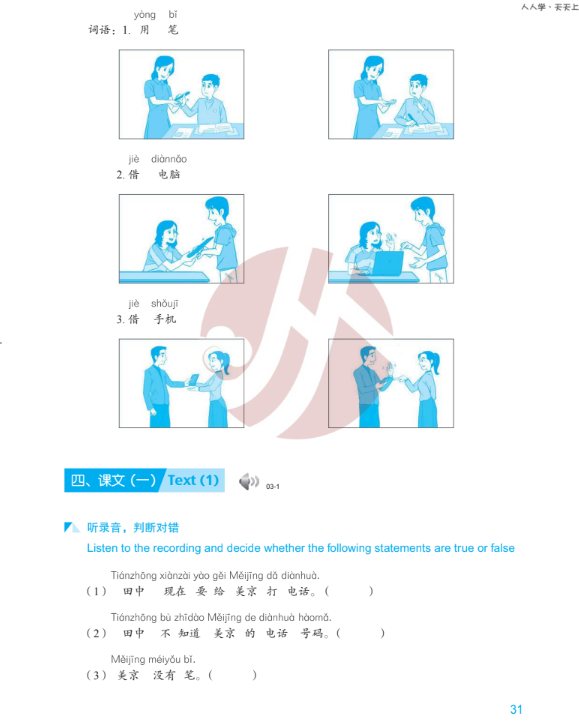 人人学·天天上
yòng bǐ
词语：1. 用 笔
jiè diànnǎo
2. 借 电脑
jiè shǒujī
3. 借 手机
四、课文（一） Text (1) 03-1
听录音，判断对错
Listen to the recording and decide whether the following statements are true or false
Tiánzhōng xiànzài yào gěi Měijīng dǎ diànhuà.
（1） 田中 现在 要 给 美京 打 电话。（ ）
Tiánzhōng bù zhīdào Měijīng de diànhuà hàomǎ.
（2） 田中 不 知道 美京 的 电话 号码。（ ）
Měijīng méiyǒu bǐ.
（3） 美京 没有 笔。（ ）
31